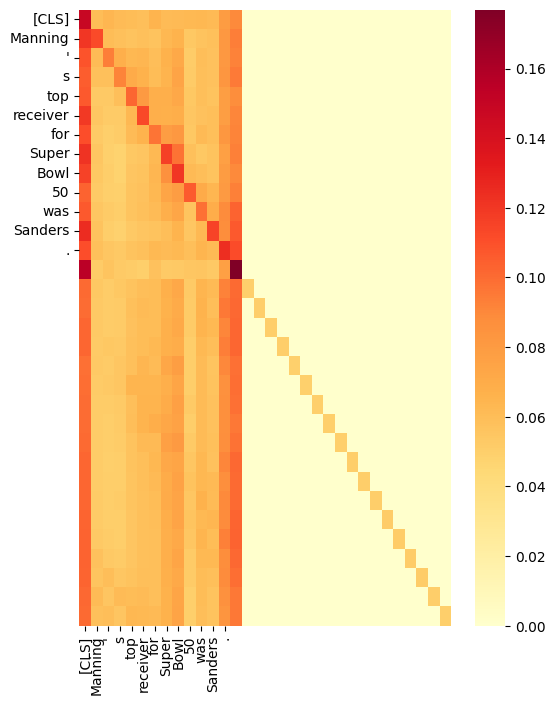 [CLS]
Manning
'
s
top
receiver
for
Super
Bowl
50
was
Sanders
.
0.16
0.14
0.12
0.10
0.08
0.06
0.04
0.02
0.00
[CLS]
Manning
'
s
top
receiver
for
Super
Bowl
50
was
Sanders
.